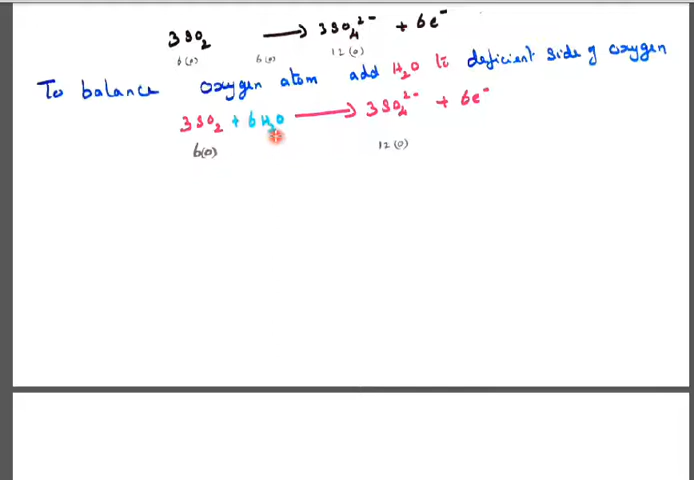 3SO₂ ⟶ 3SO₄²⁻ + 6e⁻
6(O) 6(O) 12(O)
To balance oxygen atom add H₂O to deficient side of oxygen
3SO₂ + 6H₂O ⟶ 3SO₄²⁻ + 6e⁻
6(O) 12(O)